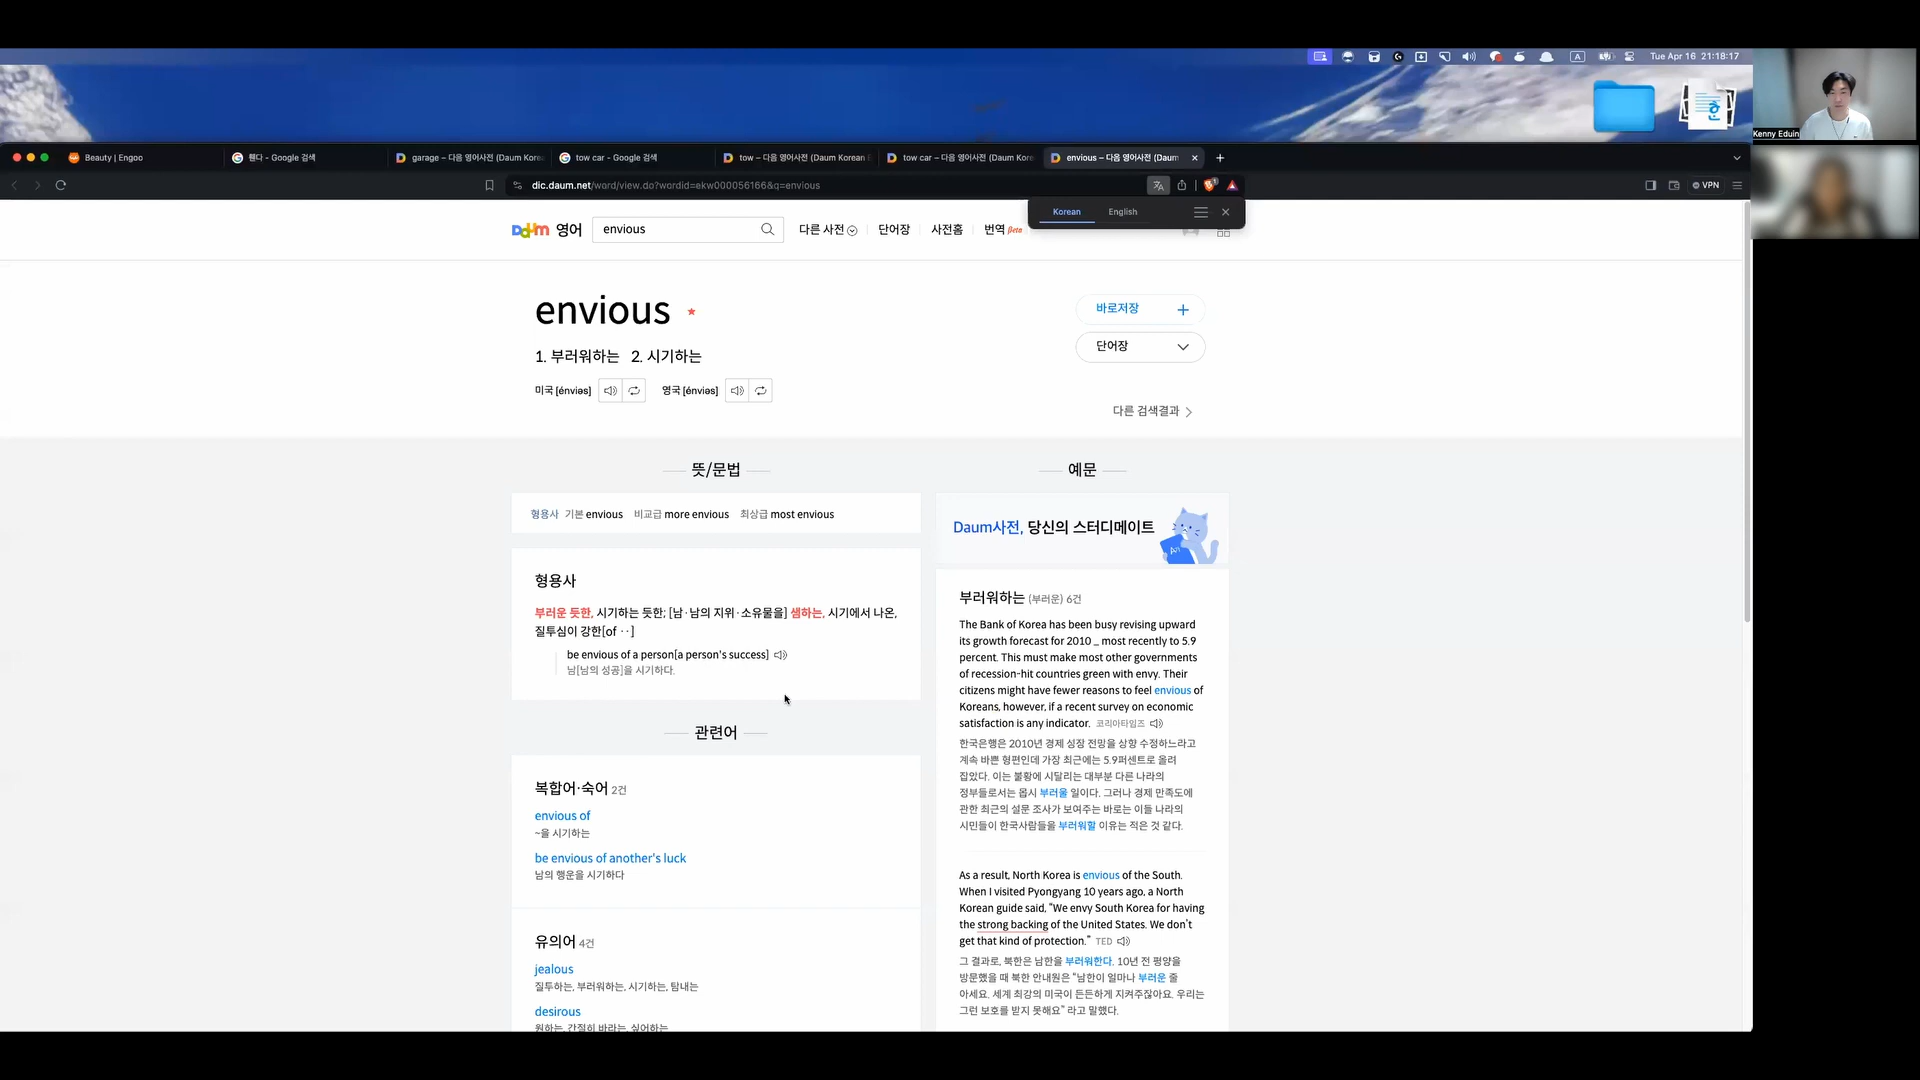 Tue Apr 16 21:18:17
Kenny Eduin
Beauty | Engoo
휀다 - Google 검색
garage – 다음 영어사전 (Daum Kore
tow car - Google 검색
tow – 다음 영어사전 (Daum Korean E
tow car – 다음 영어사전 (Daum Kore
envious – 다음 영어사전 (Daum
dic.daum.net/word/view.do?wordid=ekw000056166&q=envious
VPN
Korean English
Daum 영어
envious
다른 사전
단어장
사전홈
번역 Beta
envious
바로저장
1. 부러워하는 2. 시기하는
단어장
미국 [énviəs]
영국 [énviəs]
다른 검색결과
뜻/문법
형용사 기본 envious 비교급 more envious 최상급 most envious
형용사
부러운 듯한, 시기하는 듯한; [남·남의 지위·소유물을] 샘하는, 시기에서 나온,
질투심이 강한[of ‥]
be envious of a person[a person's success]
남[남의 성공]을 시기하다.
관련어
복합어·숙어 2건
envious of
~을 시기하는
be envious of another's luck
남의 행운을 시기하다
유의어 4건
jealous
질투하는, 부러워하는, 시기하는, 탐내는
desirous
원하는, 간절히 바라는, 싶어하는
예문
Daum사전, 당신의 스터디메이트
부러워하는 (부러운) 6건
The Bank of Korea has been busy revising upward
its growth forecast for 2010 _ most recently to 5.9
percent. This must make most other governments
of recession-hit countries green with envy. Their
citizens might have fewer reasons to feel envious of
Koreans, however, if a recent survey on economic
satisfaction is any indicator. 코리아타임즈
한국은행은 2010년 경제 성장 전망을 상향 수정하느라고
계속 바쁜 형편인데 가장 최근에는 5.9퍼센트로 올려
잡았다. 이는 불황에 시달리는 대부분 다른 나라의
정부들로서는 몹시 부러울 일이다. 그러나 경제 만족도에
관한 최근의 설문 조사가 보여주는 바로는 이들 나라의
시민들이 한국사람들을 부러워할 이유는 적은 것 같다.
As a result, North Korea is envious of the South.
When I visited Pyongyang 10 years ago, a North
Korean guide said, "We envy South Korea for having
the strong backing of the United States. We don't
get that kind of protection." TED
그 결과로, 북한은 남한을 부러워한다. 10년 전 평양을
방문했을 때 북한 안내원은 "남한이 얼마나 부러운 줄
아세요. 세계 최강의 미국이 든든하게 지켜주잖아요. 우리는
그런 보호를 받지 못해요" 라고 말했다.